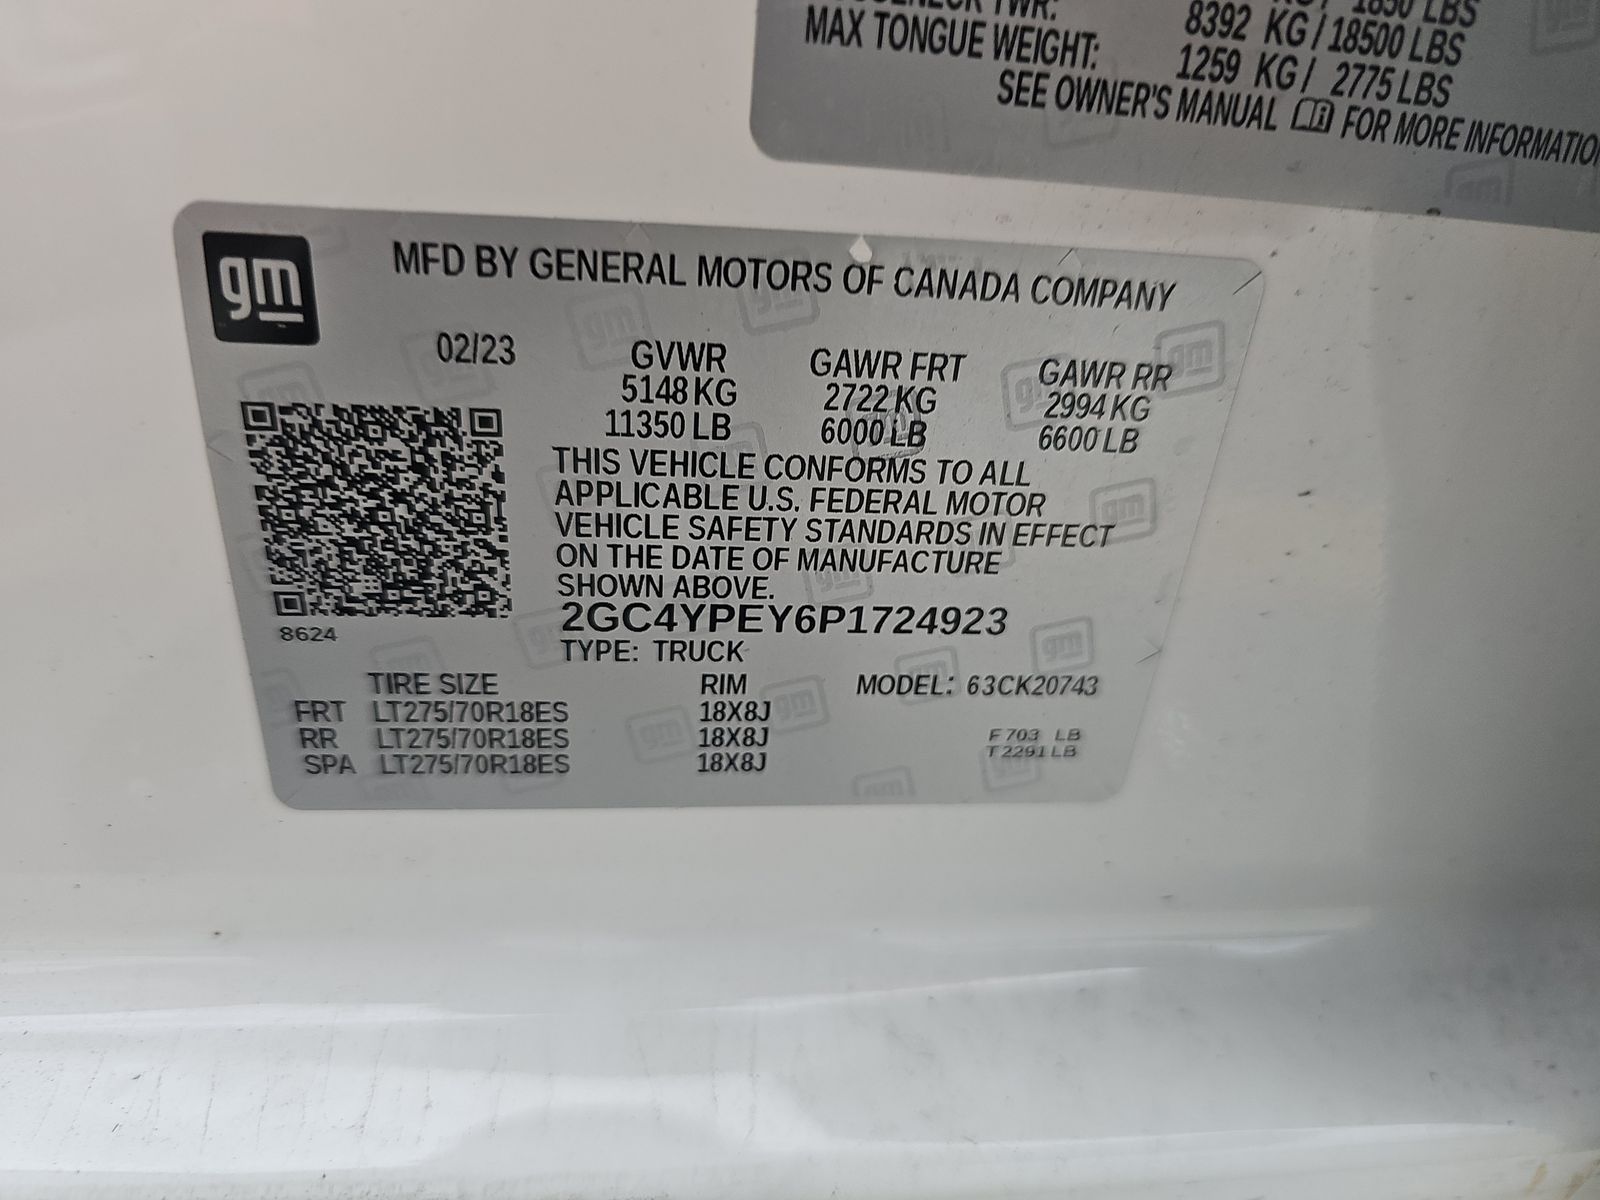 1850 LBS
8392 KG / 18500 LBS
MAX TONGUE WEIGHT: 1259 KG / 2775 LBS
SEE OWNER'S MANUAL FOR MORE
gm
MFD BY GENERAL MOTORS OF CANADA COMPANY
02/23 GVWR GAWR FRT GAWR RR
5148 KG 2722 KG 2994 KG
11350 LB 6000 LB 6600 LB
THIS VEHICLE CONFORMS TO ALL
APPLICABLE U.S. FEDERAL MOTOR
VEHICLE SAFETY STANDARDS IN EFFECT
ON THE DATE OF MANUFACTURE
SHOWN ABOVE.
2GC4YPEY6P1724923
8624
TYPE: TRUCK
TIRE SIZE RIM MODEL: 63CK20743
FRT LT275/70R18ES 18X8J
RR LT275/70R18ES 18X8J F 703 LB
SPA LT275/70R18ES 18X8J T 2291 LB